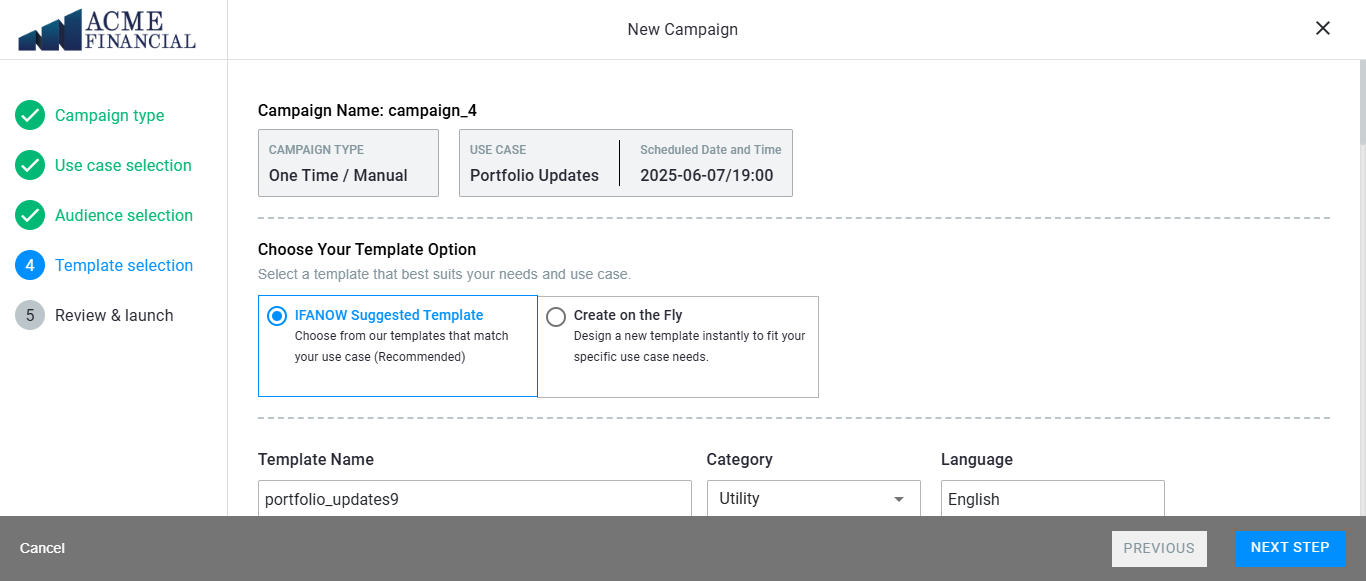 ACME
FINANCIAL
New Campaign
Campaign type
Use case selection
Audience selection
4 Template selection
5 Review & launch
Campaign Name: campaign_4
CAMPAIGN TYPE
One Time / Manual
USE CASE
Portfolio Updates
Scheduled Date and Time
2025-06-07/19:00
Choose Your Template Option
Select a template that best suits your needs and use case.
IFANOW Suggested Template
Choose from our templates that match
your use case (Recommended)
Create on the Fly
Design a new template instantly to fit your
specific use case needs.
Template Name
portfolio_updates9
Category
Utility
Language
English
Cancel
PREVIOUS
NEXT STEP